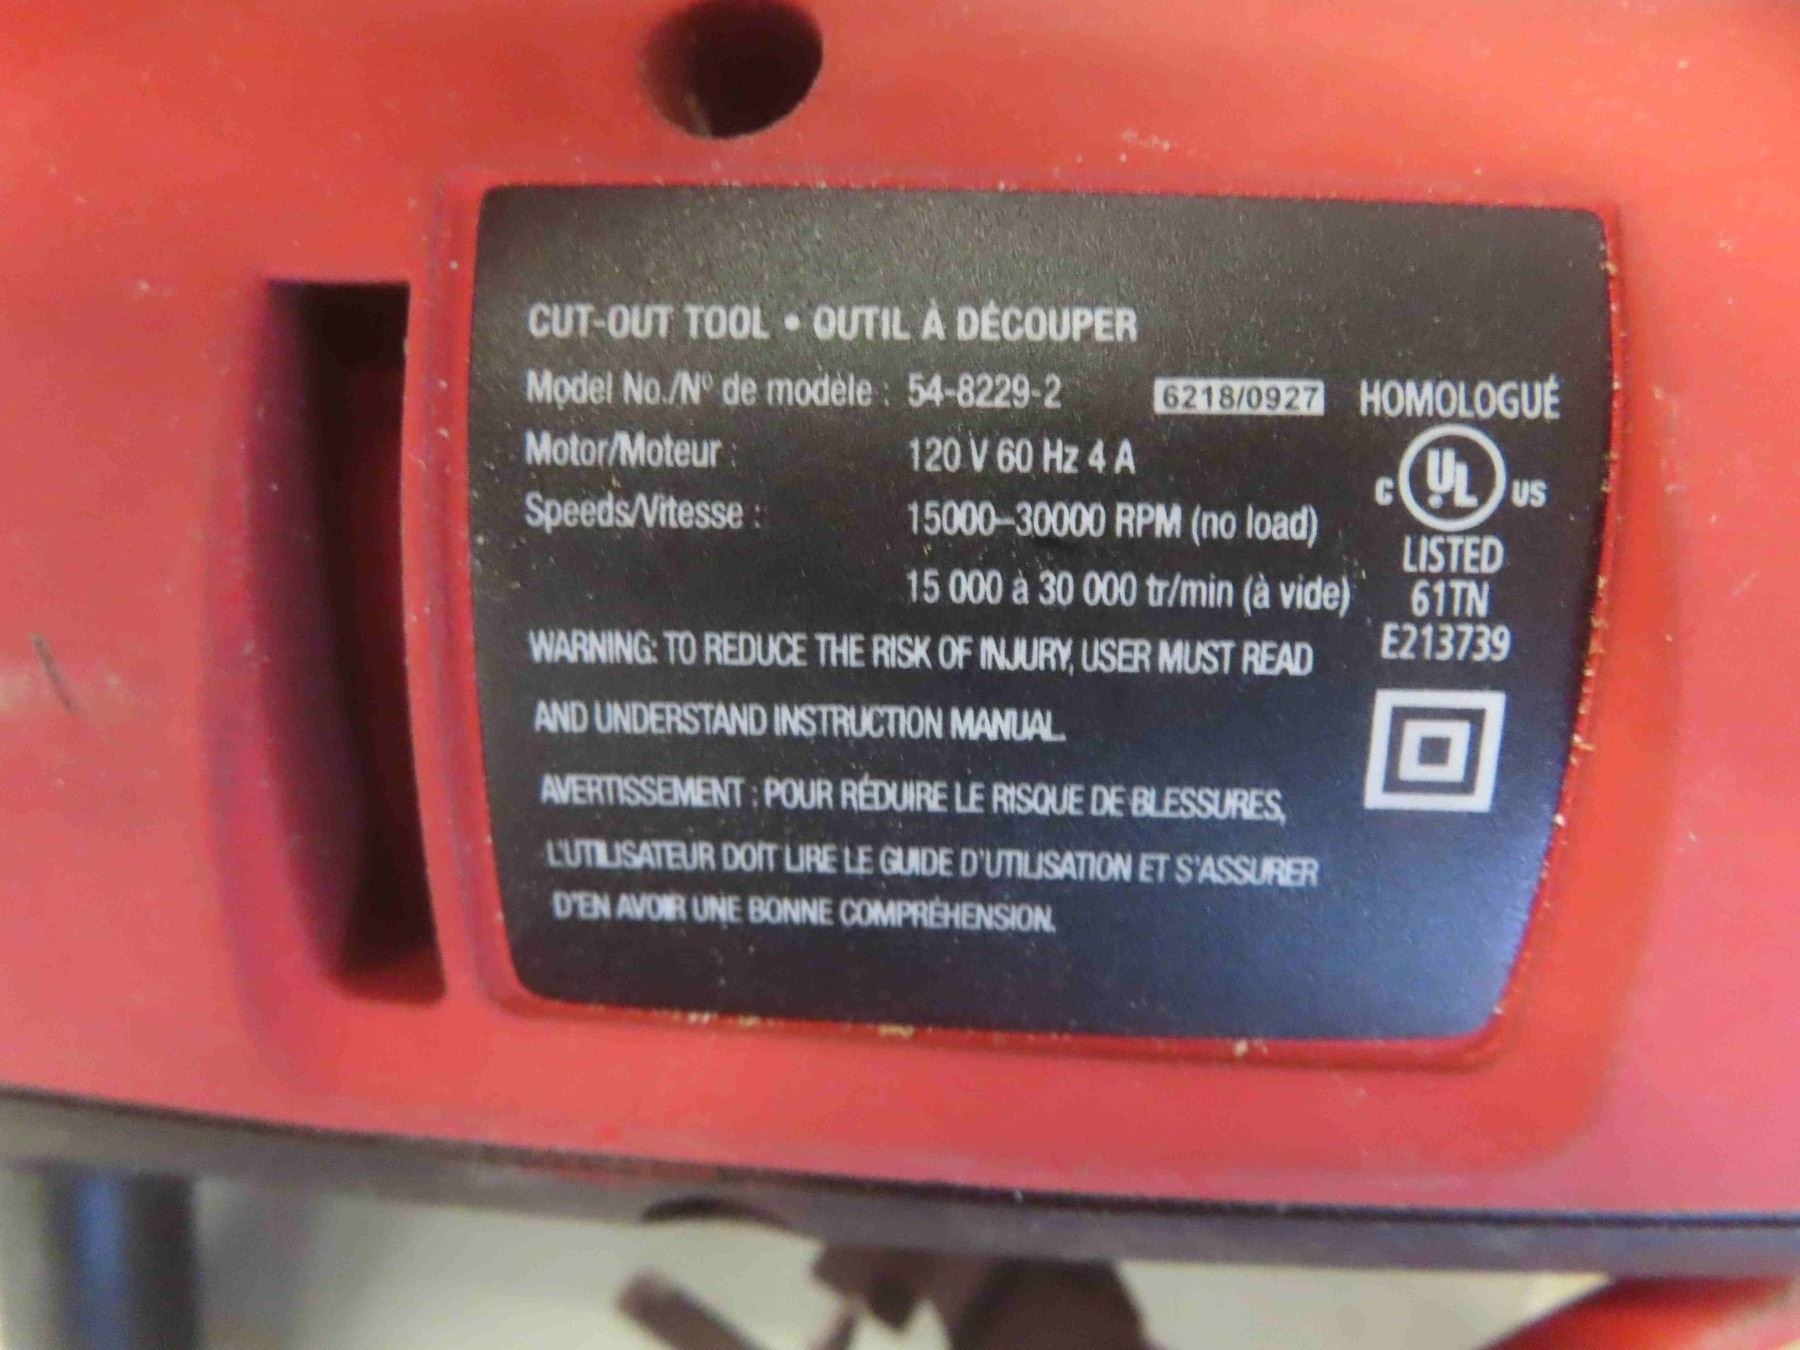 CUT-OUT TOOL • OUTIL À DÉCOUPER
Model No./Nº de modèle : 54-8229-2
6218/0927
HOMOLOGUÉ
Motor/Moteur : 120 V 60 Hz 4 A
C UL US
Speeds/Vitesse : 15000–30000 RPM (no load)
LISTED
15 000 à 30 000 tr/min (à vide)
61TN
E213739
WARNING: TO REDUCE THE RISK OF INJURY, USER MUST READ
AND UNDERSTAND INSTRUCTION MANUAL.
AVERTISSEMENT : POUR RÉDUIRE LE RISQUE DE BLESSURES,
L'UTILISATEUR DOIT LIRE LE GUIDE D'UTILISATION ET S'ASSURER
D'EN AVOIR UNE BONNE COMPRÉHENSION.